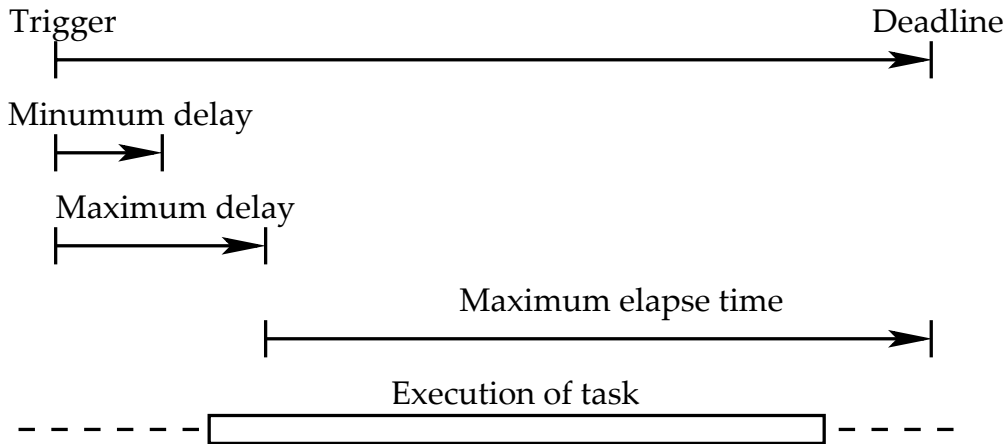 Trigger Deadline
Minumum delay
Maximum delay
Maximum elapse time
Execution of task